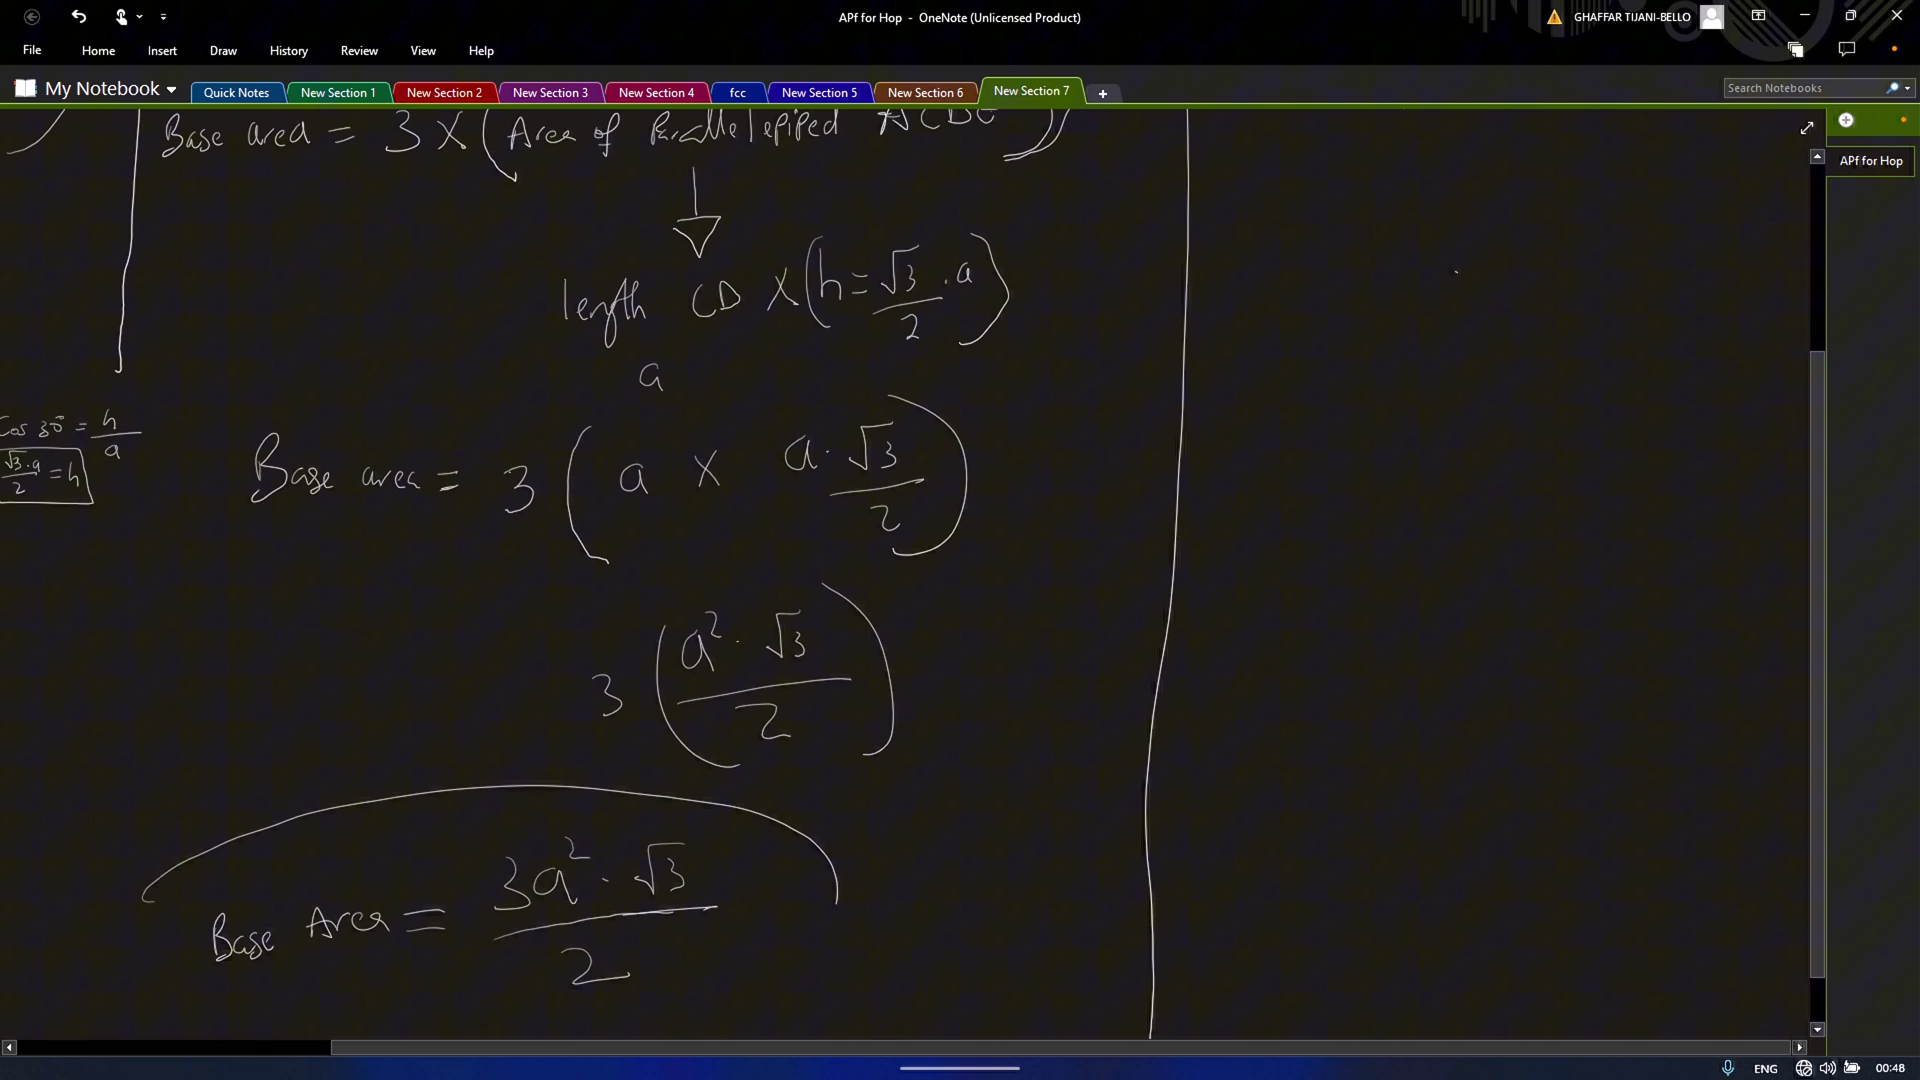 APf for Hop - OneNote (Unlicensed Product)
GHAFFAR TIJANI-BELLO
File Home Insert Draw History Review View Help
My Notebook
Quick Notes New Section 1 New Section 2 New Section 3 New Section 4 fcc New Section 5 New Section 6 New Section 7 +
Search Notebooks
APf for Hop
Base area = 3 X (Area of Parallelepiped ACDE)
length CD X (h = √3/2 . a)
a
Cos 30° = h/a
√3.a/2 = h
Base area = 3 (a X a.√3/2)
3 (a² . √3/2)
Base Area = 3a² . √3/2
ENG 00:48